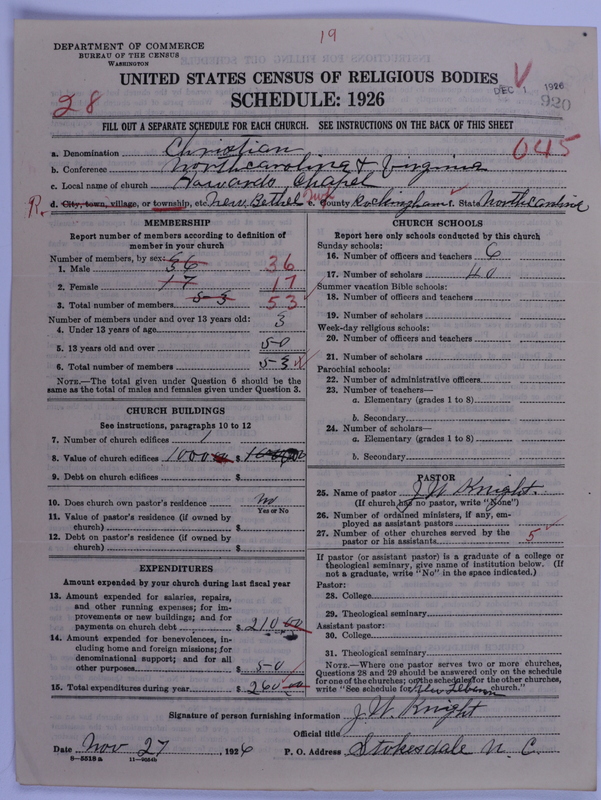 19
DEPARTMENT OF COMMERCE
BUREAU OF THE CENSUS
WASHINGTON
UNITED STATES CENSUS OF RELIGIOUS BODIES
DEC 1 1926
920
28
SCHEDULE: 1926
FILL OUT A SEPARATE SCHEDULE FOR EACH CHURCH. SEE INSTRUCTIONS ON THE BACK OF THIS SHEET
a. Denomination Christian 045
b. Conference North carolina & Virginia
c. Local name of church Howards Chapel
R. d. City, town, village, or township, etc New Bethel e. County Rockingham f. State North Carolina
MEMBERSHIP
Report number of members according to definition of
member in your church
Number of members, by sex:
1. Male 36 36
2. Female 17 17
3. Total number of members 53 53
Number of members under and over 13 years old:
4. Under 13 years of age 3
5. 13 years old and over 50
6. Total number of members 53
NOTE.—The total given under Question 6 should be the
same as the total of males and females given under Question 3.
CHURCH BUILDINGS
See instructions, paragraphs 10 to 12
7. Number of church edifices 1
8. Value of church edifices 1000 $
9. Debt on church edifices $
10. Does church own pastor's residence No
Yes or No
11. Value of pastor's residence (if owned by
church) $
12. Debt on pastor's residence (if owned by
church) $
EXPENDITURES
Amount expended by your church during last fiscal year
13. Amount expended for salaries, repairs,
and other running expenses; for im-
provements or new buildings; and for
payments on church debt $ 210 00
14. Amount expended for benevolences, in-
cluding home and foreign missions; for
denominational support; and for all
other purposes $ 50
15. Total expenditures during year $ 260 00
CHURCH SCHOOLS
Report here only schools conducted by this church
Sunday schools:
16. Number of officers and teachers 6
17. Number of scholars 40
Summer vacation Bible schools:
18. Number of officers and teachers
19. Number of scholars
Week-day religious schools:
20. Number of officers and teachers
21. Number of scholars
Parochial schools:
22. Number of administrative officers
23. Number of teachers—
a. Elementary (grades 1 to 8)
b. Secondary
24. Number of scholars—
a. Elementary (grades 1 to 8)
b. Secondary
PASTOR
25. Name of pastor J W Knight.
(If church has no pastor, write "None")
26. Number of ordained ministers, if any, em-
ployed as assistant pastors
27. Number of other churches served by the
pastor or his assistants 5
If pastor (or assistant pastor) is a graduate of a college or
theological seminary, give name of institution below. (If
not a graduate, write "No" in the space indicated.)
Pastor:
28. College
29. Theological seminary
Assistant pastor:
30. College
31. Theological seminary
NOTE.—Where one pastor serves two or more churches,
Questions 28 and 29 should be answered only on the schedule
for one of the churches; on the schedules for the other churches,
write "See schedule for New Lebanon church."
Signature of person furnishing information J. W. Knight
Official title
Date Nov 27, 1926 P. O. Address Stokesdale N. C.
8—5518 a 11—9864b